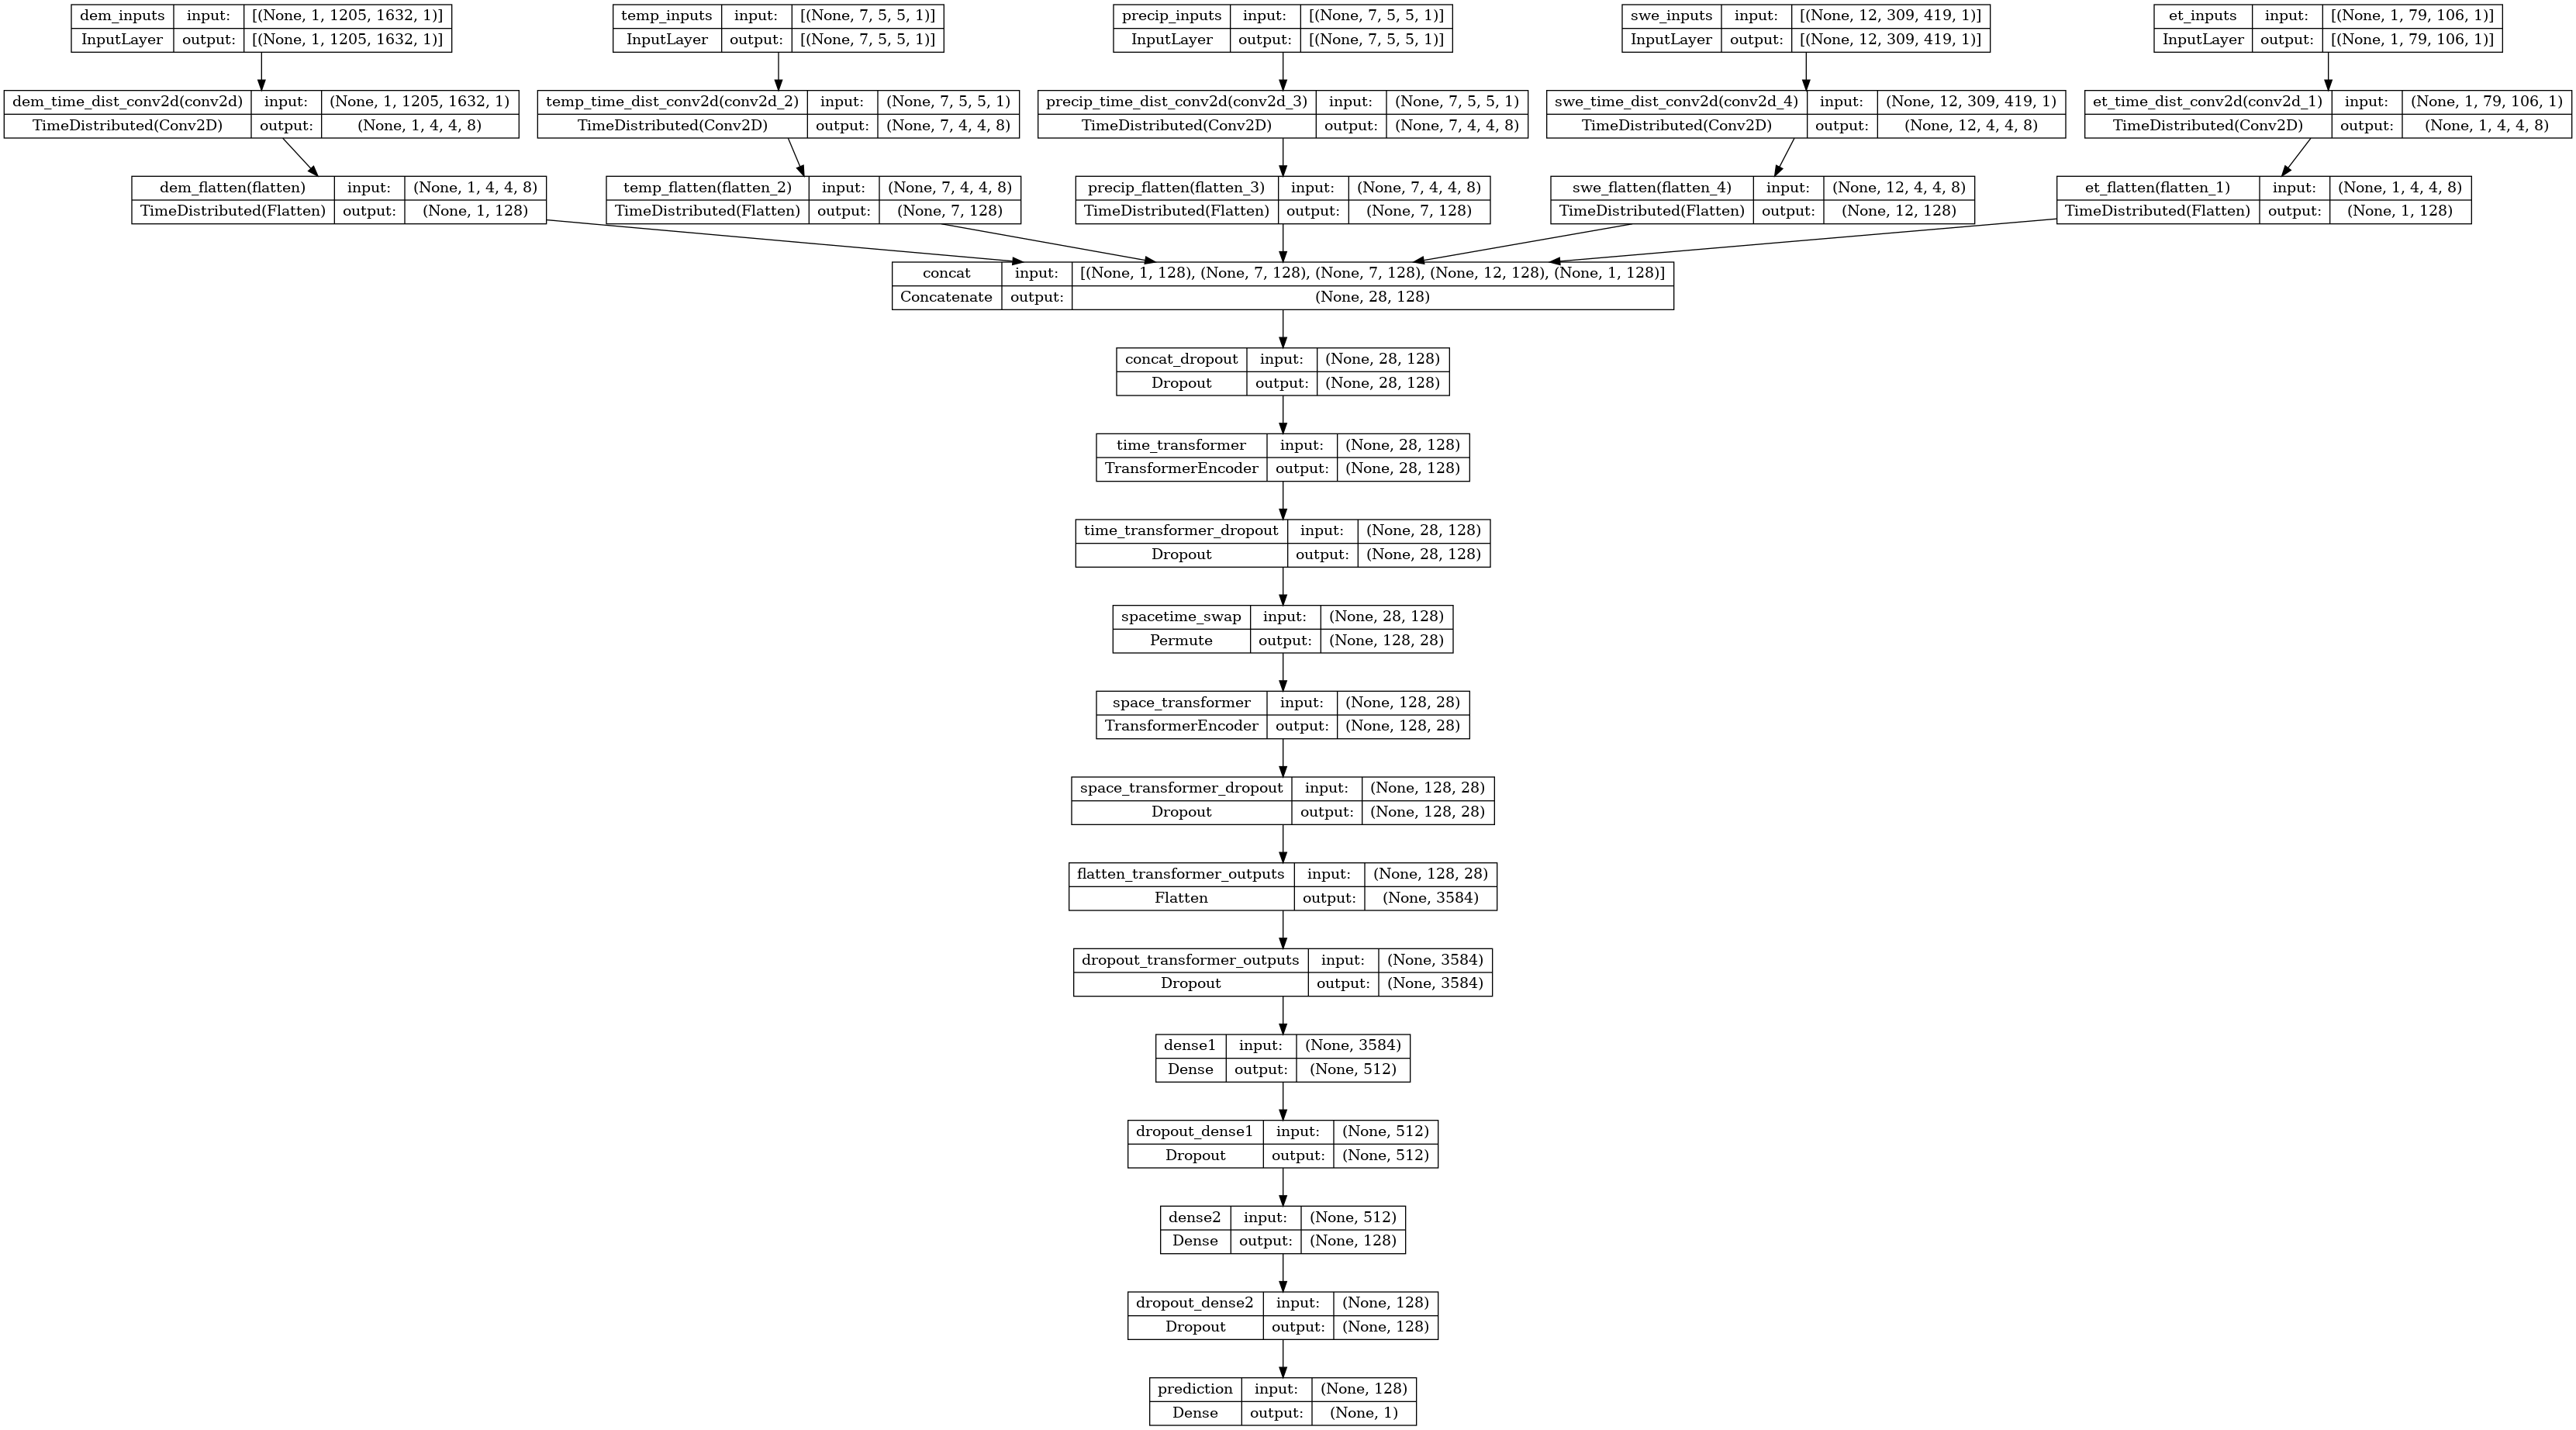 dem_inputs input: [(None, 1, 1205, 1632, 1)]
InputLayer output: [(None, 1, 1205, 1632, 1)]
temp_inputs input: [(None, 7, 5, 5, 1)]
InputLayer output: [(None, 7, 5, 5, 1)]
precip_inputs input: [(None, 7, 5, 5, 1)]
InputLayer output: [(None, 7, 5, 5, 1)]
swe_inputs input: [(None, 12, 309, 419, 1)]
InputLayer output: [(None, 12, 309, 419, 1)]
et_inputs input: [(None, 1, 79, 106, 1)]
InputLayer output: [(None, 1, 79, 106, 1)]
dem_time_dist_conv2d(conv2d) input: (None, 1, 1205, 1632, 1)
TimeDistributed(Conv2D) output: (None, 1, 4, 4, 8)
temp_time_dist_conv2d(conv2d_2) input: (None, 7, 5, 5, 1)
TimeDistributed(Conv2D) output: (None, 7, 4, 4, 8)
precip_time_dist_conv2d(conv2d_3) input: (None, 7, 5, 5, 1)
TimeDistributed(Conv2D) output: (None, 7, 4, 4, 8)
swe_time_dist_conv2d(conv2d_4) input: (None, 12, 309, 419, 1)
TimeDistributed(Conv2D) output: (None, 12, 4, 4, 8)
et_time_dist_conv2d(conv2d_1) input: (None, 1, 79, 106, 1)
TimeDistributed(Conv2D) output: (None, 1, 4, 4, 8)
dem_flatten(flatten) input: (None, 1, 4, 4, 8)
TimeDistributed(Flatten) output: (None, 1, 128)
temp_flatten(flatten_2) input: (None, 7, 4, 4, 8)
TimeDistributed(Flatten) output: (None, 7, 128)
precip_flatten(flatten_3) input: (None, 7, 4, 4, 8)
TimeDistributed(Flatten) output: (None, 7, 128)
swe_flatten(flatten_4) input: (None, 12, 4, 4, 8)
TimeDistributed(Flatten) output: (None, 12, 128)
et_flatten(flatten_1) input: (None, 1, 4, 4, 8)
TimeDistributed(Flatten) output: (None, 1, 128)
concat input: [(None, 1, 128), (None, 7, 128), (None, 7, 128), (None, 12, 128), (None, 1, 128)]
Concatenate output: (None, 28, 128)
concat_dropout input: (None, 28, 128)
Dropout output: (None, 28, 128)
time_transformer input: (None, 28, 128)
TransformerEncoder output: (None, 28, 128)
time_transformer_dropout input: (None, 28, 128)
Dropout output: (None, 28, 128)
spacetime_swap input: (None, 28, 128)
Permute output: (None, 128, 28)
space_transformer input: (None, 128, 28)
TransformerEncoder output: (None, 128, 28)
space_transformer_dropout input: (None, 128, 28)
Dropout output: (None, 128, 28)
flatten_transformer_outputs input: (None, 128, 28)
Flatten output: (None, 3584)
dropout_transformer_outputs input: (None, 3584)
Dropout output: (None, 3584)
dense1 input: (None, 3584)
Dense output: (None, 512)
dropout_dense1 input: (None, 512)
Dropout output: (None, 512)
dense2 input: (None, 512)
Dense output: (None, 128)
dropout_dense2 input: (None, 128)
Dropout output: (None, 128)
prediction input: (None, 128)
Dense output: (None, 1)